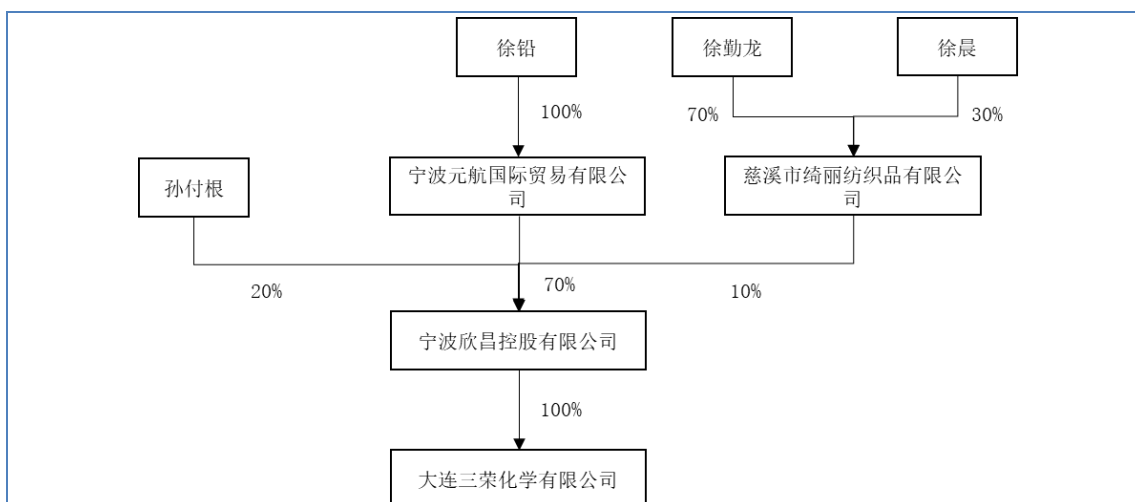 徐铅
徐勤龙
徐晨
100%
70%
30%
孙付根
宁波元航国际贸易有限公
司
慈溪市绮丽纺织品有限公
司
20%
70%
10%
宁波欣昌控股有限公司
100%
大连三荣化学有限公司